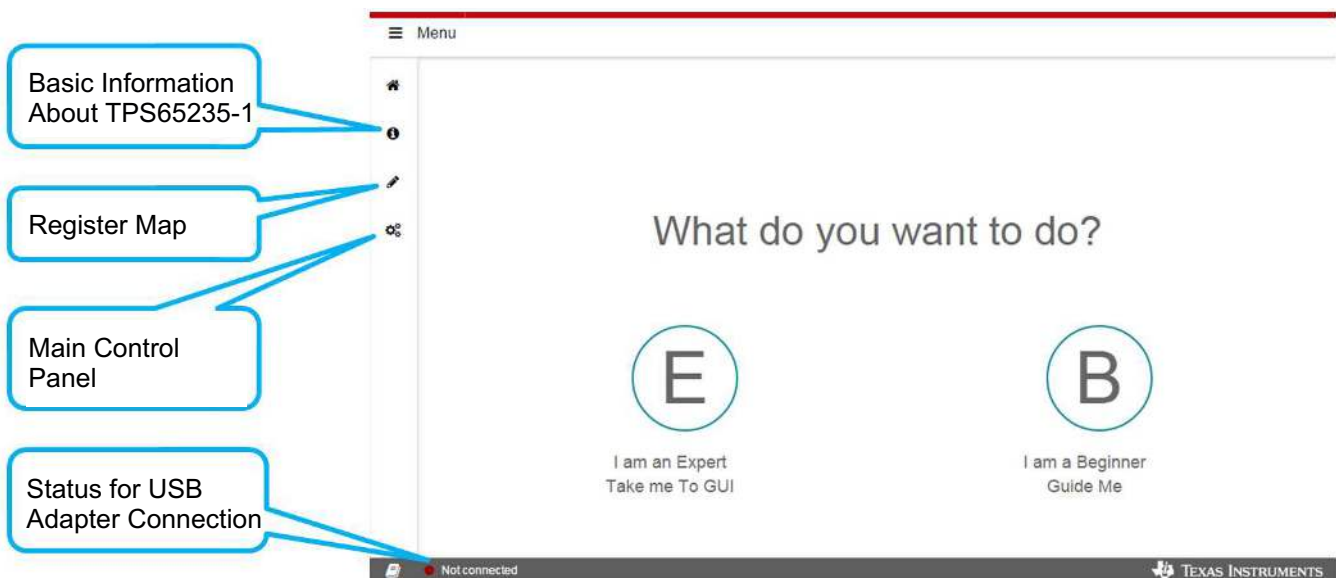 Menu
Basic Information
About TPS65235-1
Register Map
What do you want to do?
Main Control
Panel
E
B
I am an Expert
Take me To GUI
I am a Beginner
Guide Me
Status for USB
Adapter Connection
Not connected
TEXAS INSTRUMENTS